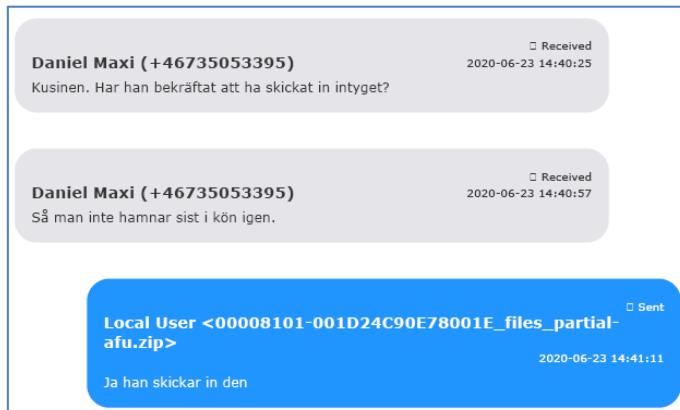 Received
Daniel Maxi (+46735053395)
2020-06-23 14:40:25
Kusinen. Har han bekräftat att ha skickat in intyget?
Received
Daniel Maxi (+46735053395)
2020-06-23 14:40:57
Så man inte hamnar sist i kön igen.
Sent
Local User <00008101-001D24C90E78001E_files_partial-
afu.zip>
2020-06-23 14:41:11
Ja han skickar in den